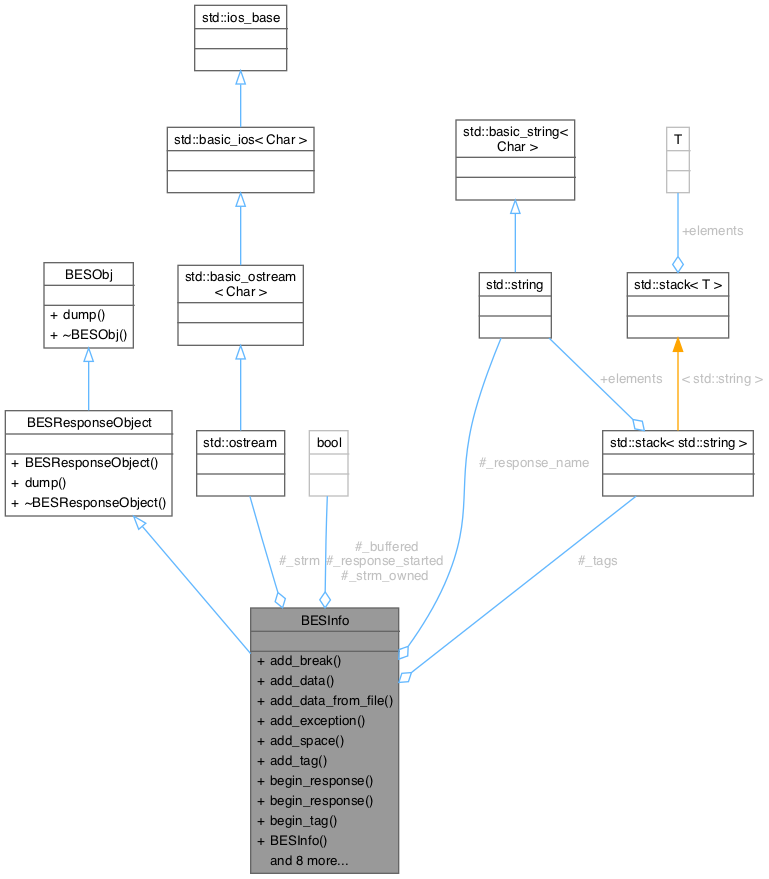 std::ios_base
std::basic_ios< Char >
std::basic_string<
Char >
T
+elements
BESObj
+ dump()
+ ~BESObj()
std::basic_ostream
< Char >
std::string
std::stack< T >
+elements
< std::string >
BESResponseObject
+ BESResponseObject()
+ dump()
+ ~BESResponseObject()
std::ostream
bool
std::stack< std::string >
#_response_name
#_strm
#_buffered
#_response_started
#_strm_owned
#_tags
BESInfo
+ add_break()
+ add_data()
+ add_data_from_file()
+ add_exception()
+ add_space()
+ add_tag()
+ begin_response()
+ begin_response()
+ begin_tag()
+ BESInfo()
and 8 more...